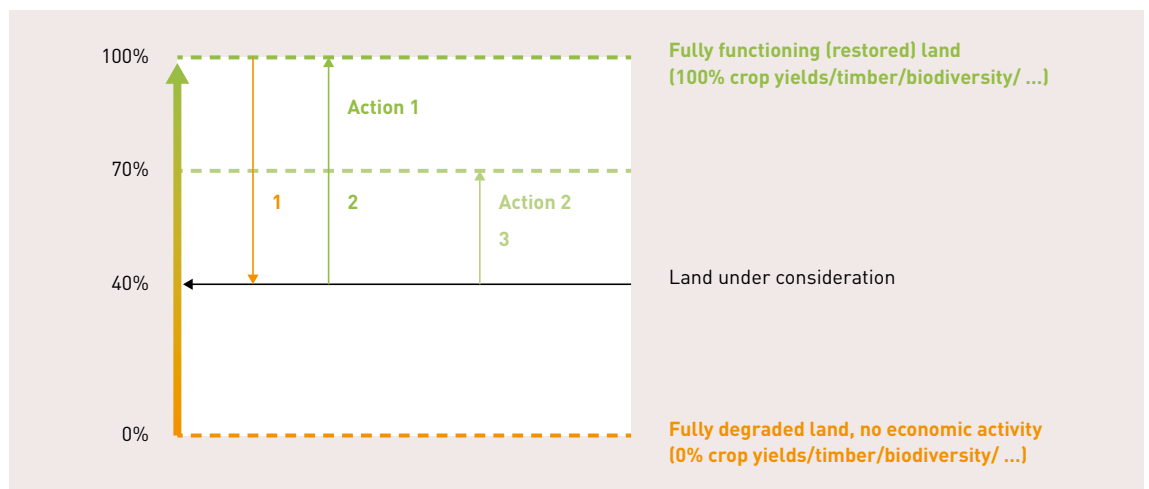 100%
Fully functioning (restored) land
(100% crop yields/timber/biodiversity/ ...)
Action 1
70%
1
2
Action 2
3
40%
Land under consideration
0%
Fully degraded land, no economic activity
(0% crop yields/timber/biodiversity/ ...)